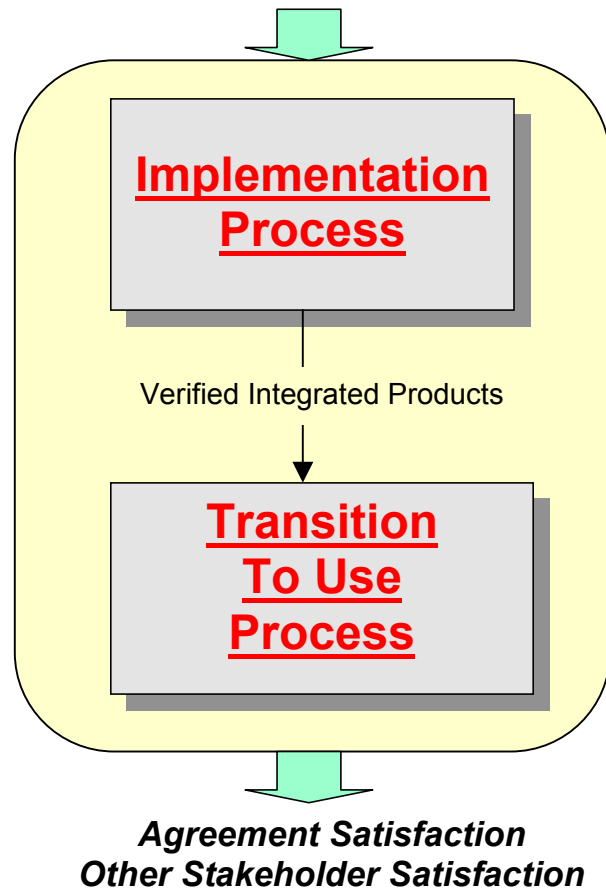 Implementation
Process
Verified Integrated Products
Transition
To Use
Process
Agreement Satisfaction
Other Stakeholder Satisfaction